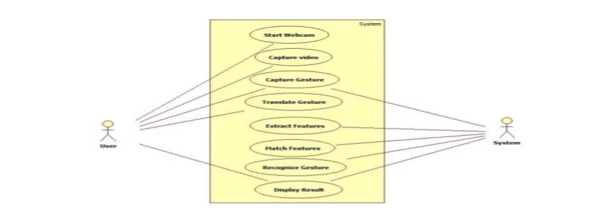 System
Start Webcam
Capture video
Capture Gesture
Translate Gesture
Extract Features
Match Features
Recognize Gesture
Display Result
User
System